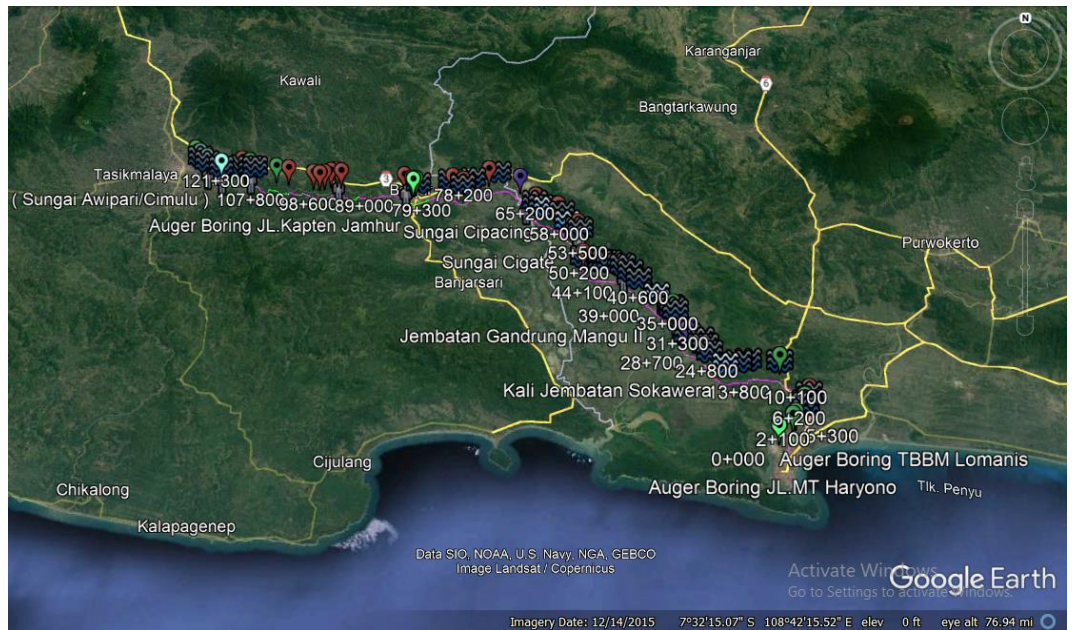 N
Karanganjar
6
Kawali
Bangtarkawung
Tasikmalaya
121+300
3
( Sungai Awipari/Cimulu )
107+800
98+600
89+000
79+300
78+200
65+200
Auger Boring JL.Kapten Jamhur
Sungai Cipacing
58+000
Purwokerto
53+500
Sungai Cigate
50+200
Banjarsari
44+100
40+600
39+000
35+000
Jembatan Gandrung Mangu II
31+300
28+700
24+800
Kali Jembatan Sokawera
13+800
10+100
6+200
5+300
2+100
0+000
Auger Boring TBBM Lomanis
Cijulang
Auger Boring JL.MT Haryono
Tlk. Penyu
Chikalong
Kalapagenep
Data SIO, NOAA, U.S. Navy, NGA, GEBCO
Image Landsat / Copernicus
Activate Windows
Go to Settings to activate Windows.
Google Earth
Imagery Date: 12/14/2015 7°32'15.07" S 108°42'15.52" E elev 0 ft eye alt 76.94 mi